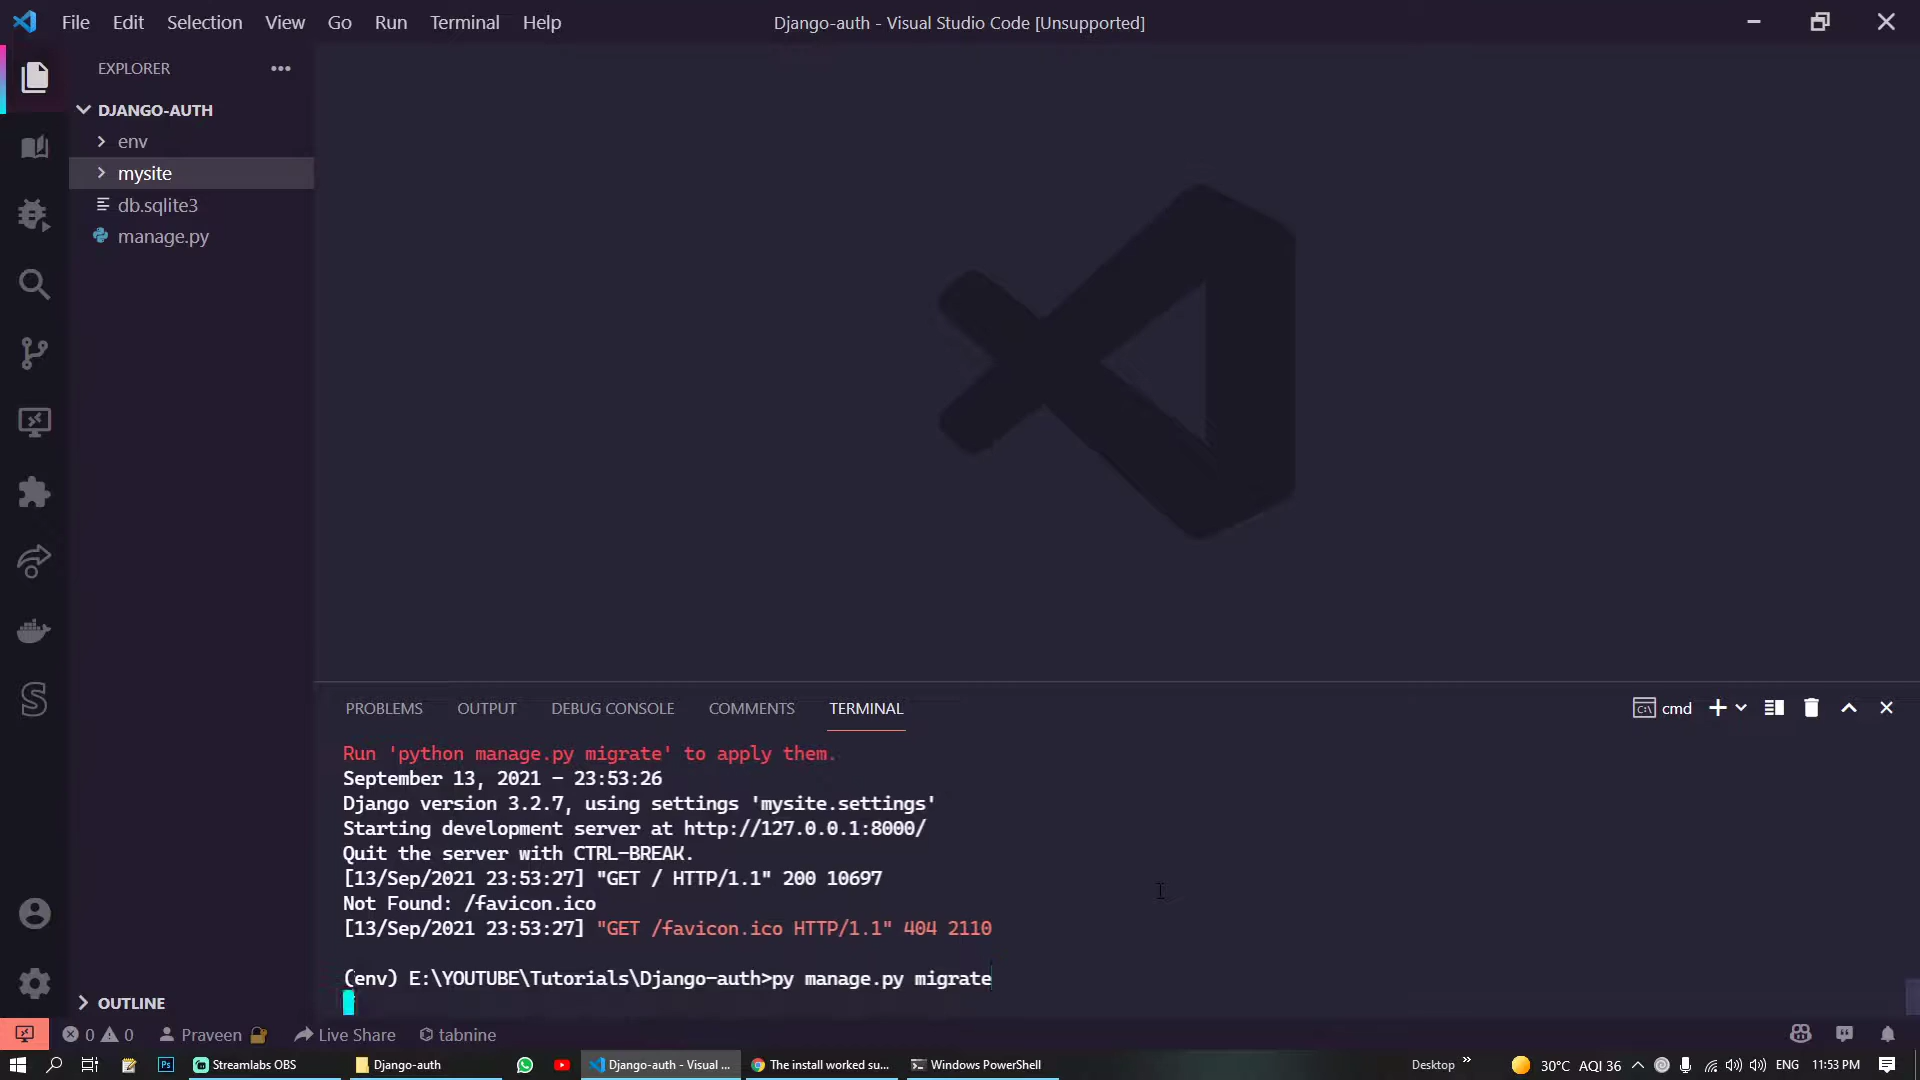 File Edit Selection View Go Run Terminal Help
Django-auth - Visual Studio Code [Unsupported]
EXPLORER
DJANGO-AUTH
env
mysite
db.sqlite3
manage.py
OUTLINE
PROBLEMS OUTPUT DEBUG CONSOLE COMMENTS TERMINAL
cmd
Run 'python manage.py migrate' to apply them.
September 13, 2021 - 23:53:26
Django version 3.2.7, using settings 'mysite.settings'
Starting development server at http://127.0.0.1:8000/
Quit the server with CTRL-BREAK.
[13/Sep/2021 23:53:27] "GET / HTTP/1.1" 200 10697
Not Found: /favicon.ico
[13/Sep/2021 23:53:27] "GET /favicon.ico HTTP/1.1" 404 2110
(env) E:\YOUTUBE\Tutorials\Django-auth>py manage.py migrate
0 0 Praveen Live Share tabnine
Ps Streamlabs OBS Django-auth Django-auth - Visual ... The install worked su... Windows PowerShell Desktop 30°C AQI 36 ENG 11:53 PM